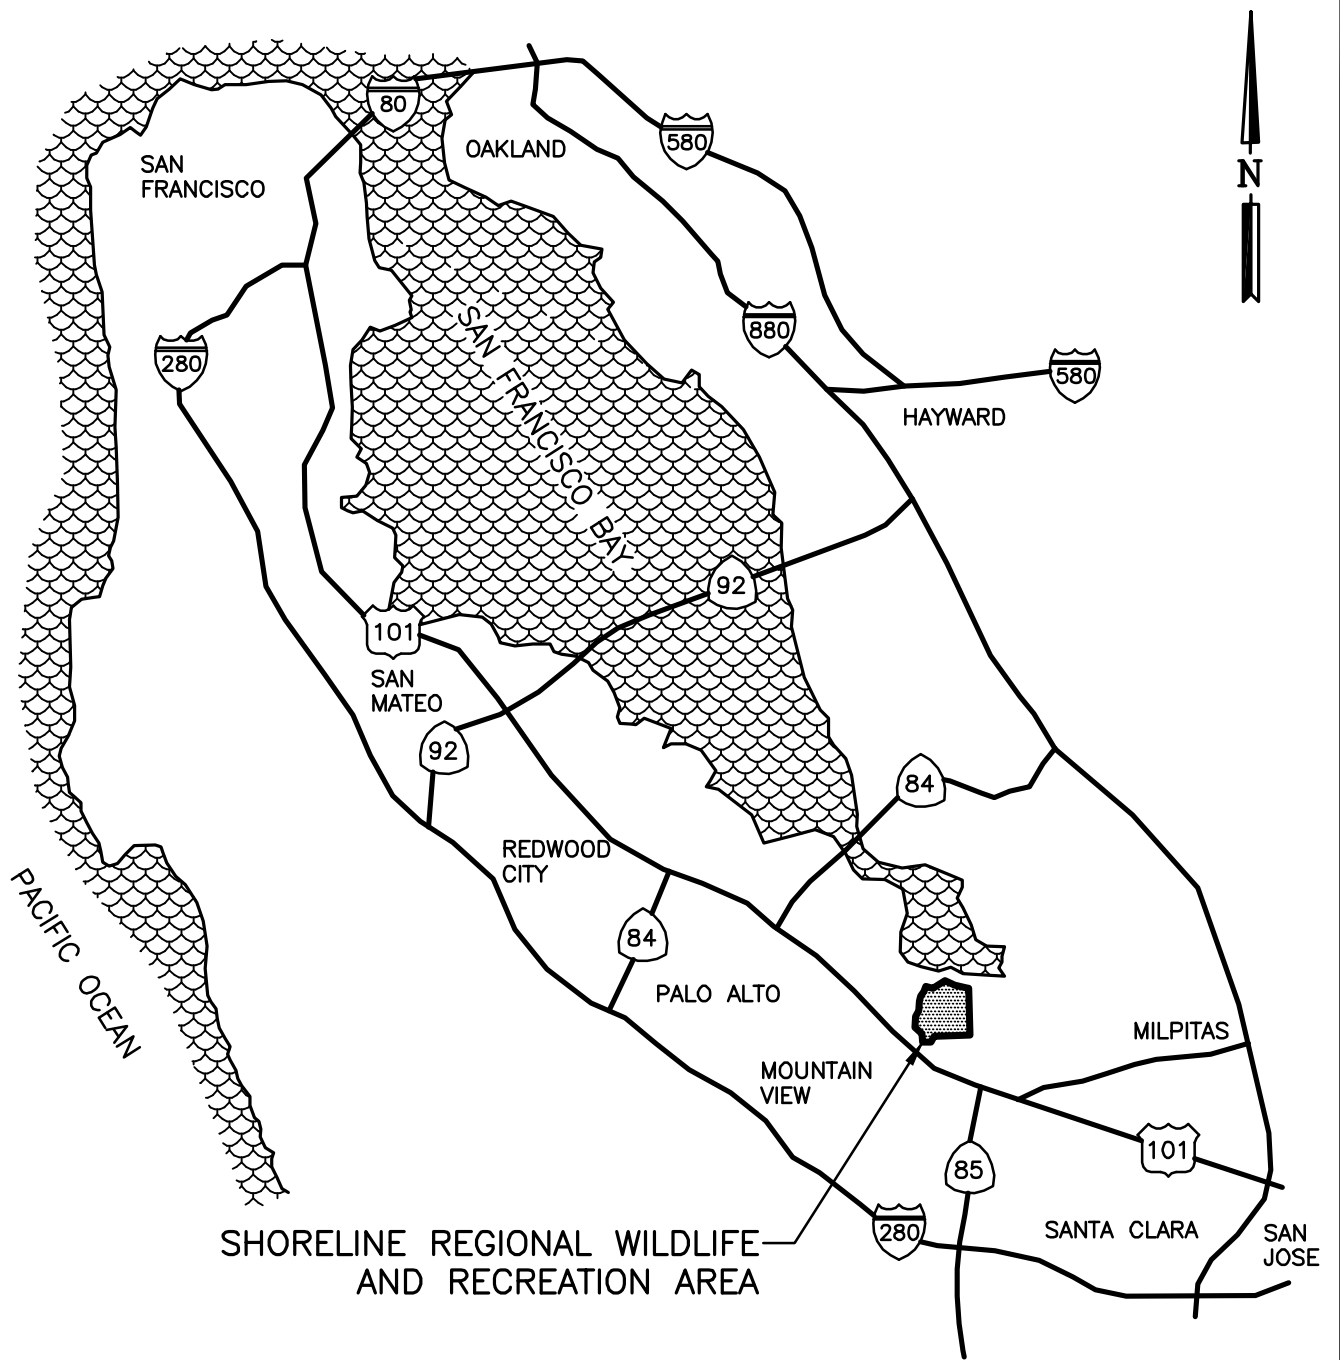 80
580
OAKLAND
SAN
FRANCISCO
N
SAN FRANCISCO BAY
880
280
580
HAYWARD
92
101
SAN
MATEO
92
84
REDWOOD
CITY
PACIFIC OCEAN
84
PALO ALTO
MILPITAS
MOUNTAIN
VIEW
101
85
280
SANTA CLARA
SAN
JOSE
SHORELINE REGIONAL WILDLIFE
AND RECREATION AREA